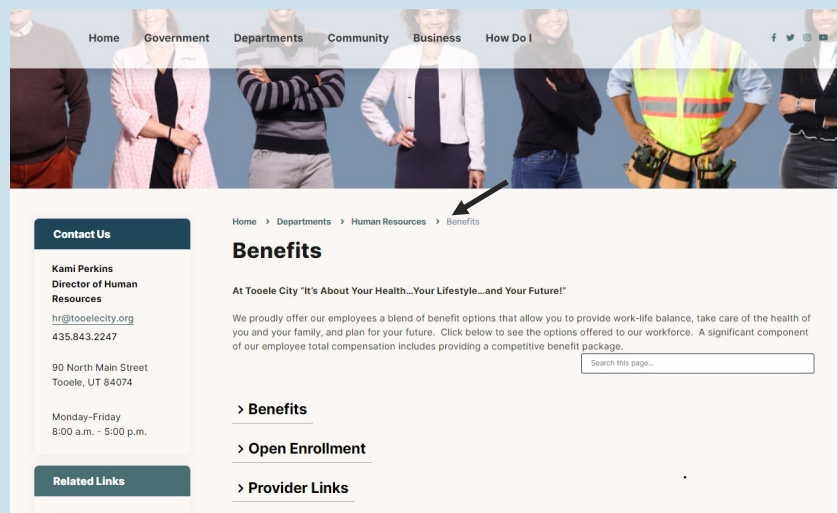 Home Government Departments Community Business How Do I
Home > Departments > Human Resources > Benefits
Benefits
At Tooele City “It’s About Your Health...Your Lifestyle...and Your Future!”
We proudly offer our employees a blend of benefit options that allow you to provide work-life balance, take care of the health of
you and your family, and plan for your future. Click below to see the options offered to our workforce. A significant component
of our employee total compensation includes providing a competitive benefit package.
Search this page...
> Benefits
> Open Enrollment
> Provider Links
Contact Us
Kami Perkins
Director of Human
Resources
hr@tooelecity.org
435.843.2247
90 North Main Street
Tooele, UT 84074
Monday-Friday
8:00 a.m. - 5:00 p.m.
Related Links